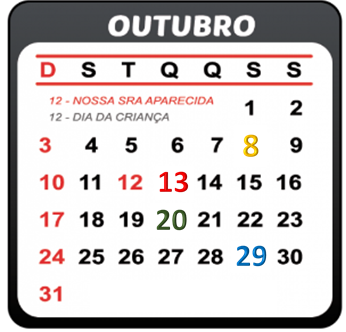 OUTUBRO
D S T Q Q S S
12 - NOSSA SRA APARECIDA
12 - DIA DA CRIANÇA
1 2
3 4 5 6 7 8 9
10 11 12 13 14 15 16
17 18 19 20 21 22 23
24 25 26 27 28 29 30
31